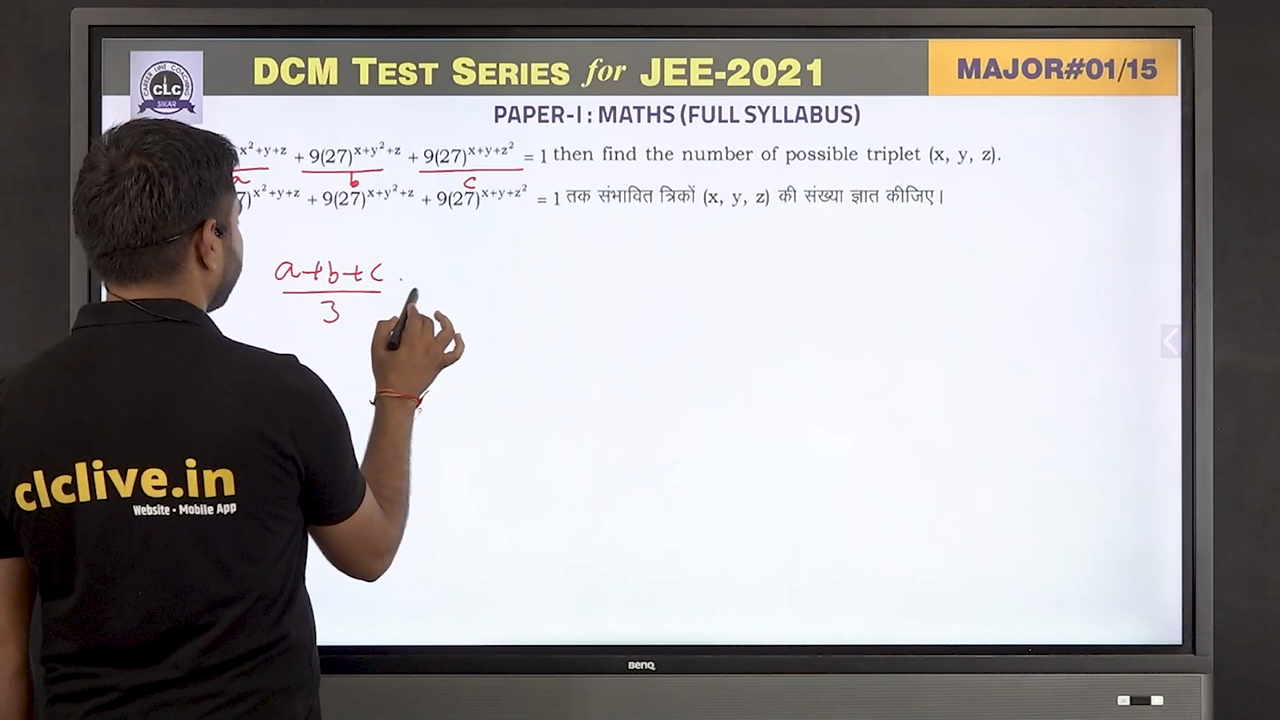 DCM TEST SERIES for JEE-2021
MAJOR#01/15
CAREER LINE COACHING
CLC
SIKAR
PAPER-I : MATHS (FULL SYLLABUS)
x²+y+z + 9(27)^x+y²+z + 9(27)^x+y+z² = 1 then find the number of possible triplet (x, y, z).
a b c
7)^x²+y+z + 9(27)^x+y²+z + 9(27)^x+y+z² = 1 तक संभावित त्रिकों (x, y, z) की संख्या ज्ञात कीजिए।
a+b+c
3
clclive.in
Website - Mobile App
BenQ